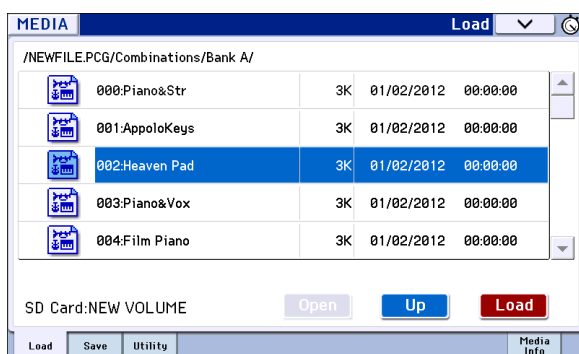 MEDIA Load
/NEWFILE.PCG/Combinations/Bank A/
000:Piano&Str 3K 01/02/2012 00:00:00
001:AppoloKeys 3K 01/02/2012 00:00:00
002:Heaven Pad 3K 01/02/2012 00:00:00
003:Piano&Vox 3K 01/02/2012 00:00:00
004:Film Piano 3K 01/02/2012 00:00:00
SD Card:NEW VOLUME Open Up Load
Load Save Utility Media Info